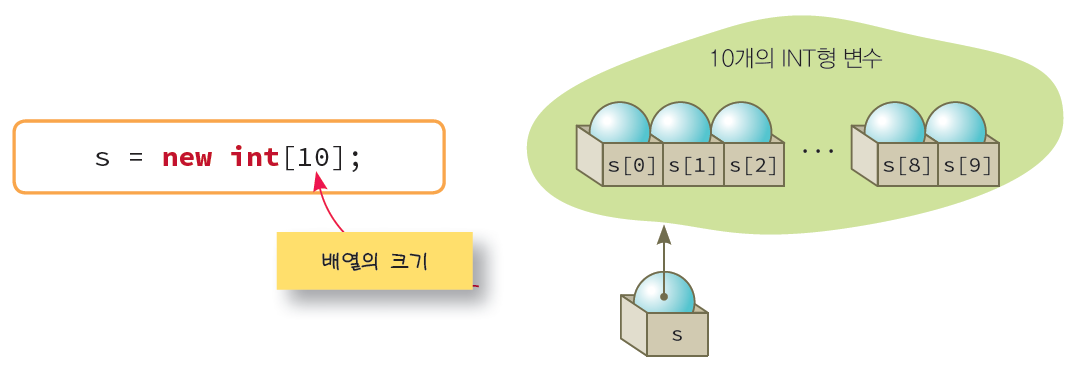 s = new int[10];
배열의 크기
10개의 INT형 변수
s[0] s[1] s[2] ... s[8] s[9]
s